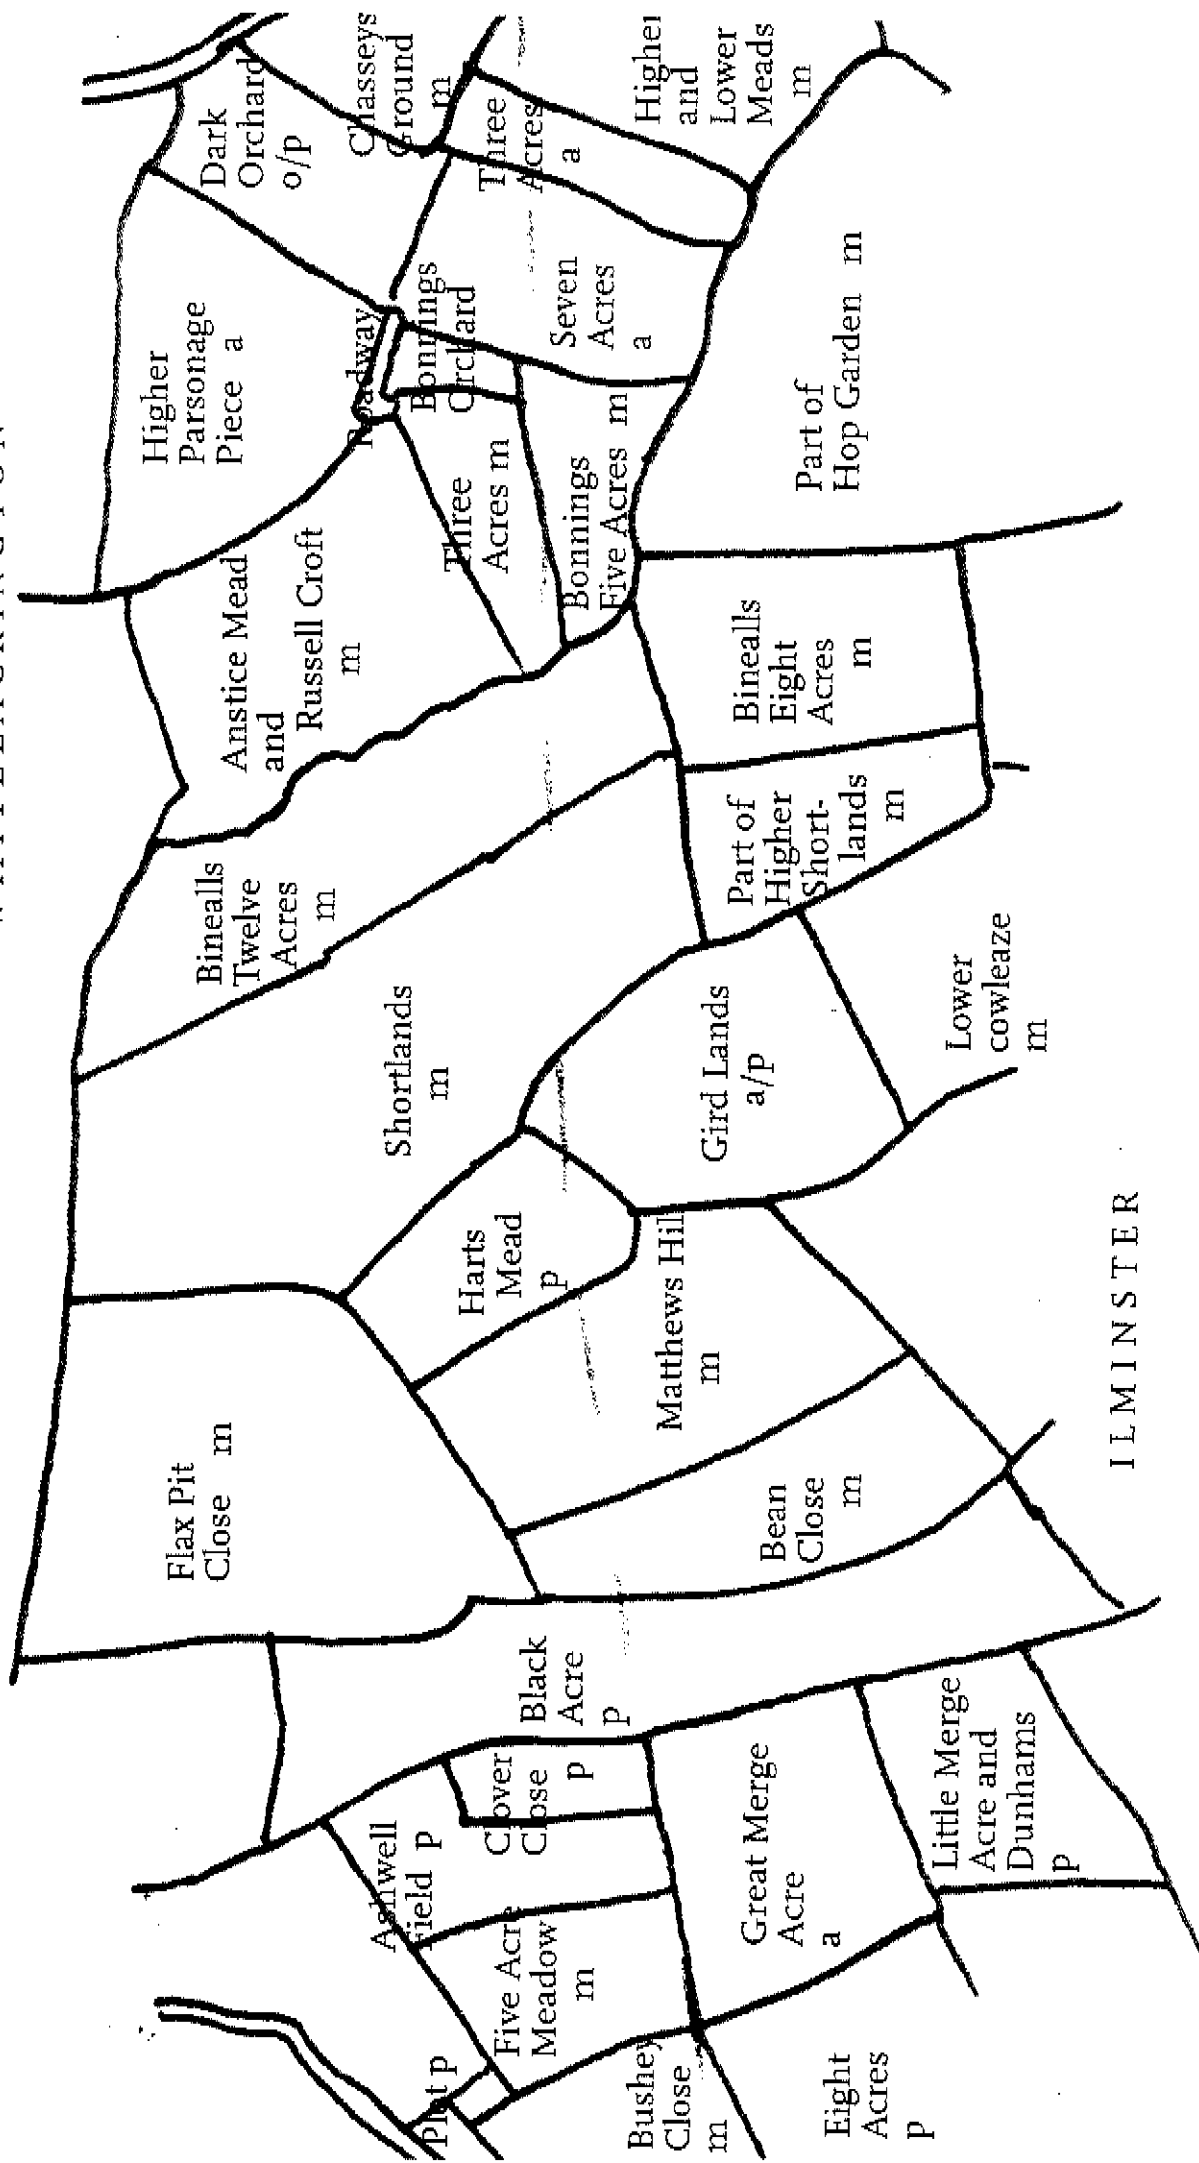 Flax Pit
Close m
Binealls
Twelve
Acres
m
Anstice Mead
and
Russell Croft
m
Higher
Parsonage
Piece a
Dark
Orchard
o/p
Chasseys
Ground
m
Roadway
Bonnings
Orchard
Three
Acres
a
Higher
and
Lower
Meads
m
Seven
Acres
a
Three
Acres m
Bonnings
Five Acres m
Part of
Hop Garden m
Binealls
Eight
Acres
m
Part of
Higher
Short-
lands
m
Shortlands
m
Gird Lands
a/p
Lower
cowleaze
m
Harts
Mead
p
Matthews Hill
m
Bean
Close m
Black
Acre
p
Clover
Close p
Ashwell
Field p
Five Acre
Meadow
m
Plot p
Bushey
Close
m
Eight
Acres
p
Great Merge
Acre
a
Little Merge
Acre and
Dunhams
p
ILMINSTER